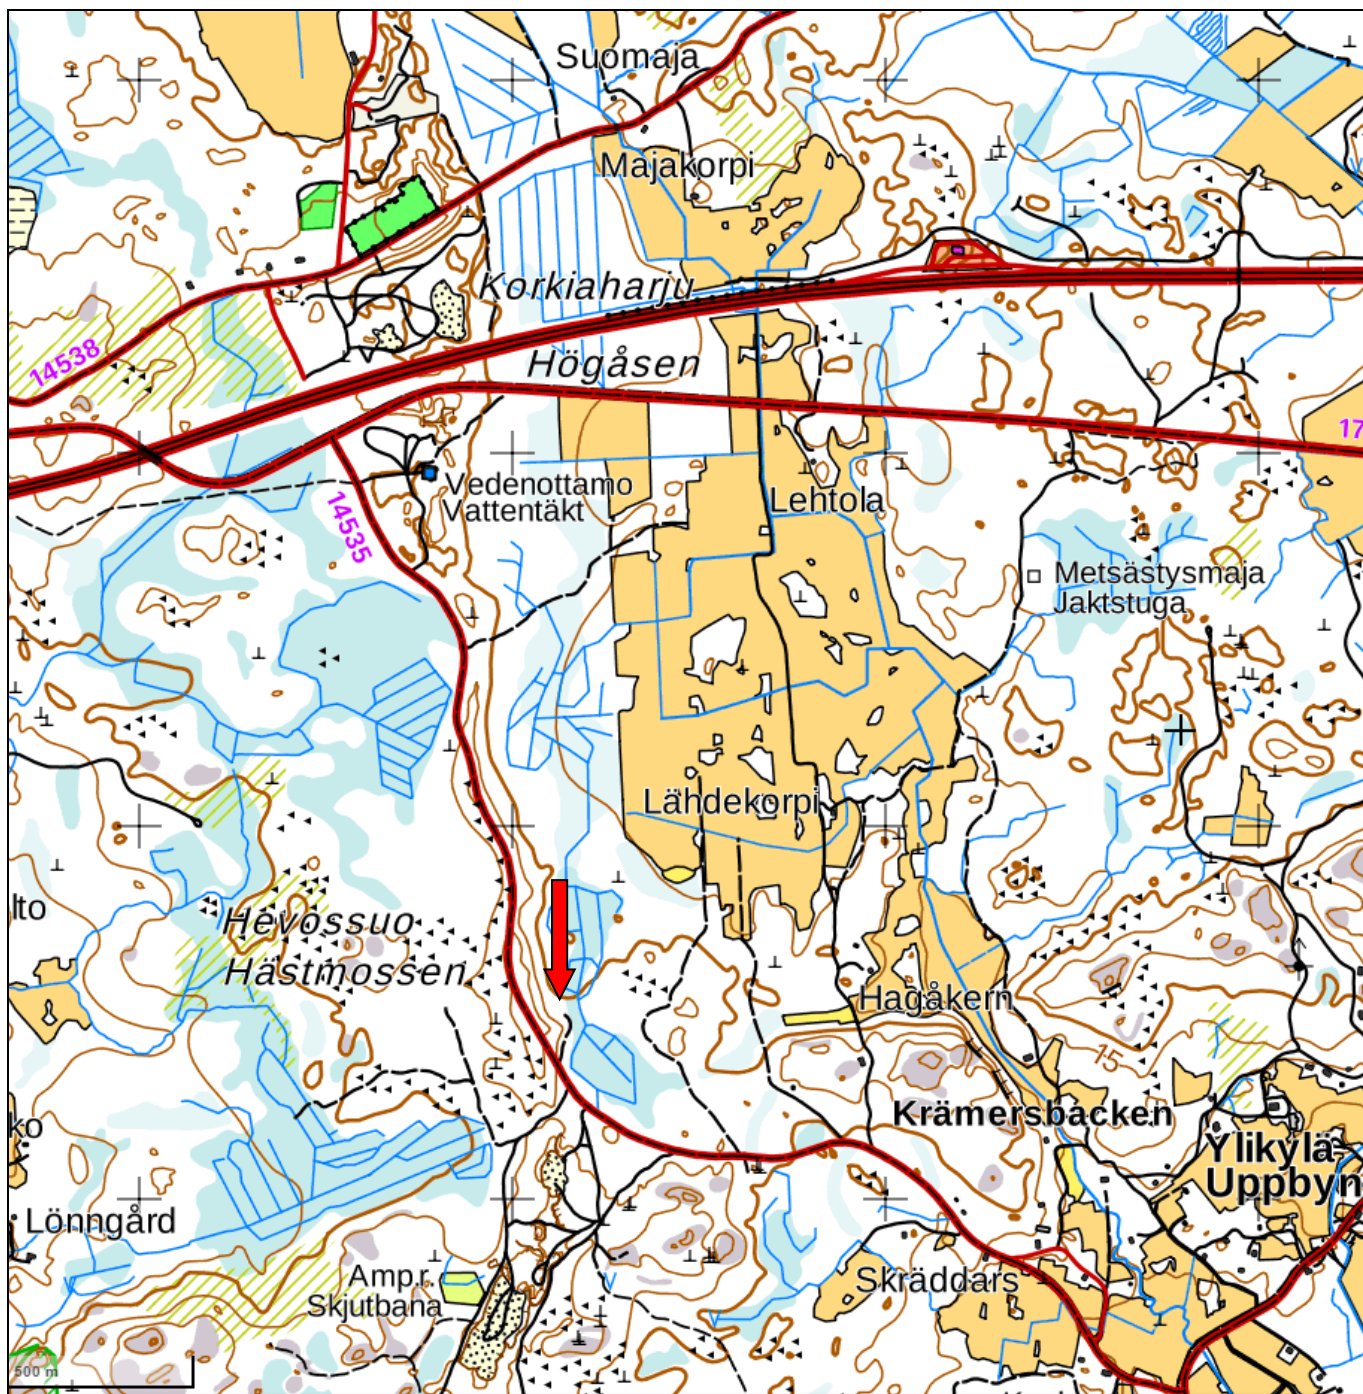 Suomaja
Majakorpi
Korkiaharju
14538
Högåsen
17
Vedenottamo
Vattentäkt
Lehtola
14535
Metsästysmaja
Jaktstuga
Lähdekorpi
lto
Hevossuo
Hästmossen
Hagåkern
15
Krämersbacken
ko
Ylikylä
Uppbyn
Lönngård
Amp.r.
Skjutbana
Skräddars
500 m